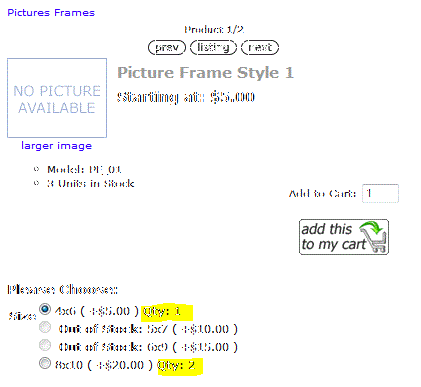 Pictures Frames
Product 1/2
prev listing next
NO PICTURE
AVAILABLE
Picture Frame Style 1
Starting at: $5.000
larger image
Model: PF_01
3 Units in Stock
Add to Cart: 1
add this
to my cart
Please Choose:
Size
4x6 ( +$5.00 ) Qty: 1
Out of Stock: 5x7 ( +$10.00 )
Out of Stock: 6x9 ( +$15.00 )
8x10 ( +$20.00 ) Qty: 2